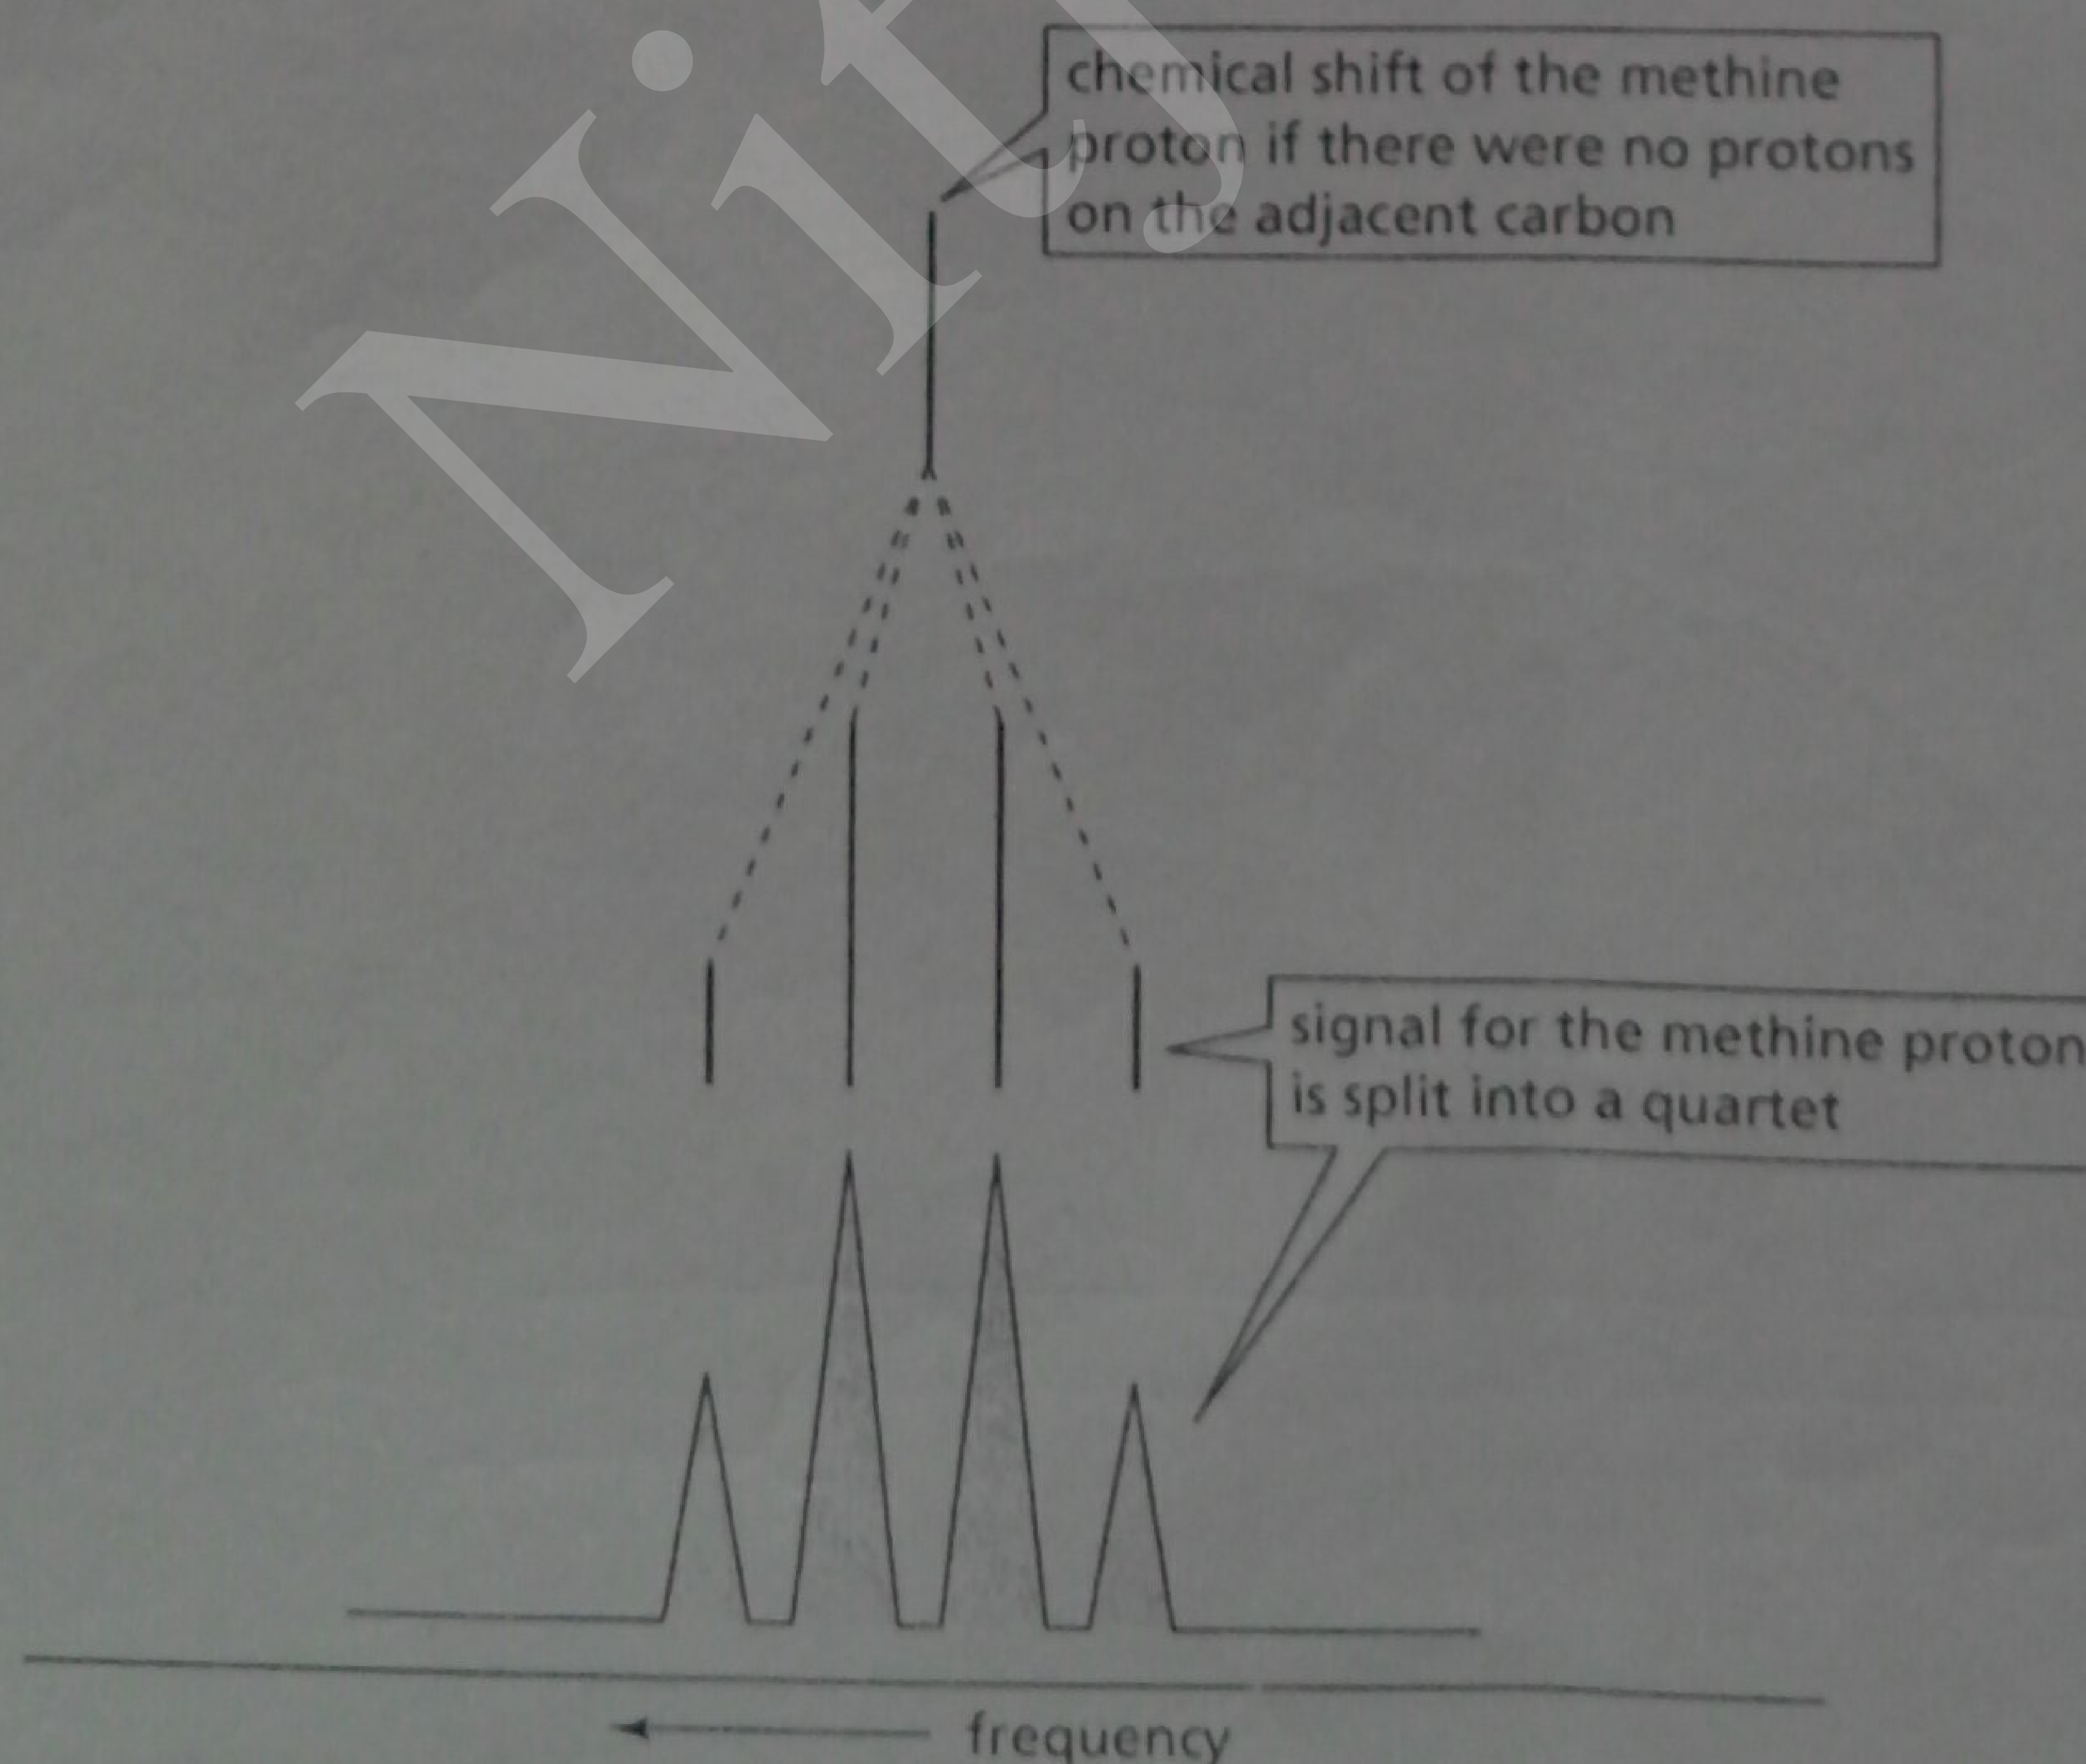 chemical shift of the methine
proton if there were no protons
on the adjacent carbon
signal for the methine proton
is split into a quartet
frequency